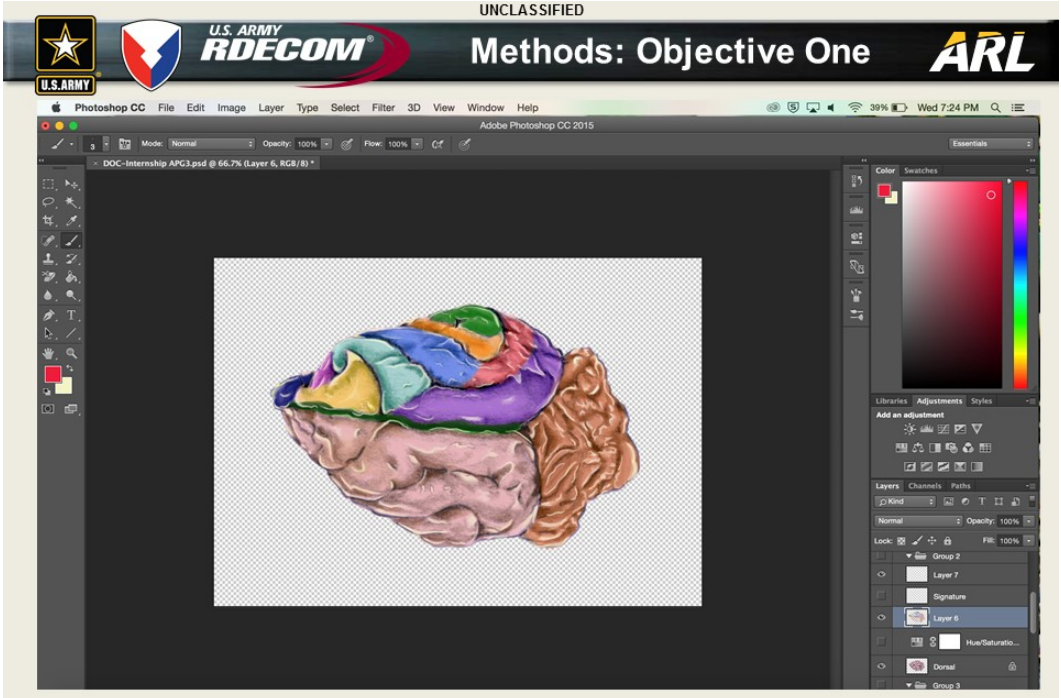 UNCLASSIFIED
U.S. ARMY
RDECOM®
Methods: Objective One
ARL
U.S.ARMY
Photoshop CC File Edit Image Layer Type Select Filter 3D View Window Help
39% Wed 7:24 PM
Adobe Photoshop CC 2015
3 Mode: Normal Opacity: 100% Flow: 100% Essentials
× DOC-Internship APG3.psd @ 66.7% (Layer 6, RGB/8) *
Color Swatches
Libraries Adjustments Styles
Add an adjustment
Layers Channels Paths
Kind
Normal Opacity: 100%
Lock: Fill: 100%
Group 2
Layer 7
Signature
Layer 6
Hue/Saturatio...
Dorsal
Group 3